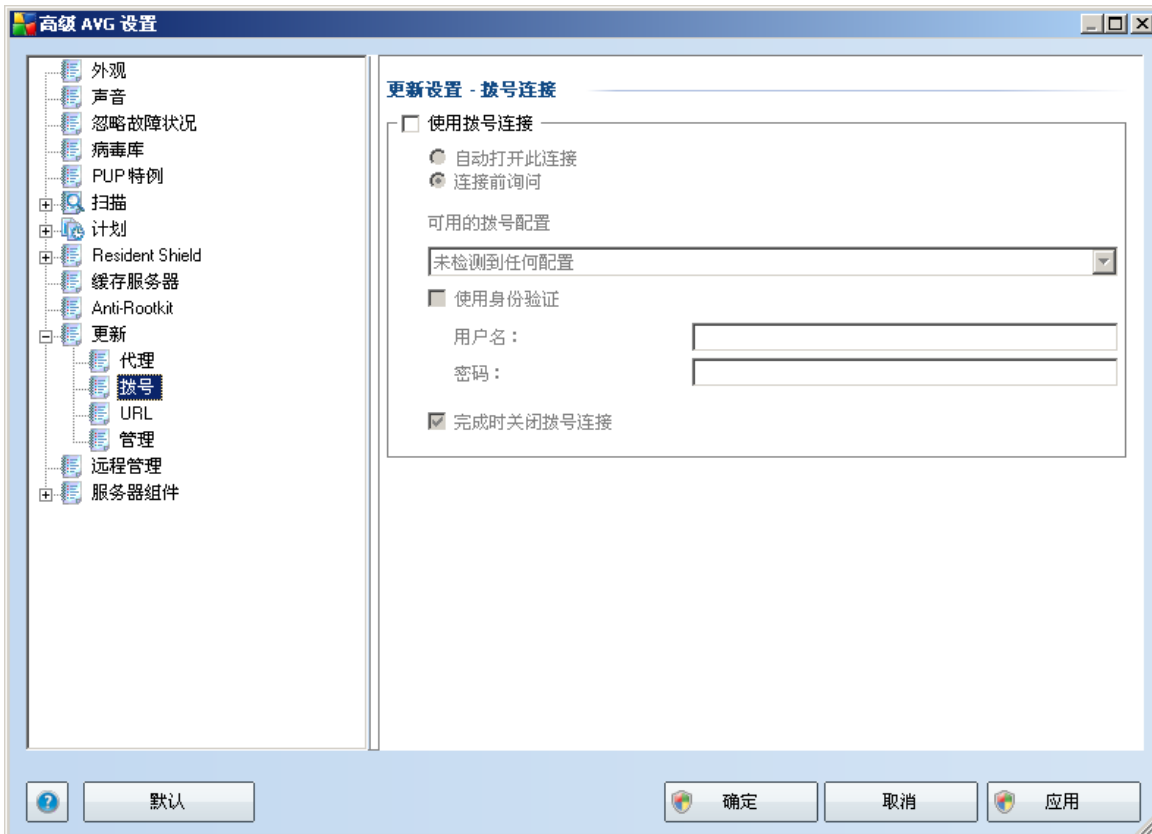 高级 AVG 设置
外观
声音
忽略故障状况
病毒库
PUP 特例
扫描
计划
Resident Shield
缓存服务器
Anti-Rootkit
更新
代理
拨号
URL
管理
远程管理
服务器组件
更新设置 - 拨号连接
使用拨号连接
自动打开此连接
连接前询问
可用的拨号配置
未检测到任何配置
使用身份验证
用户名：
密码：
完成时关闭拨号连接
默认
确定
取消
应用